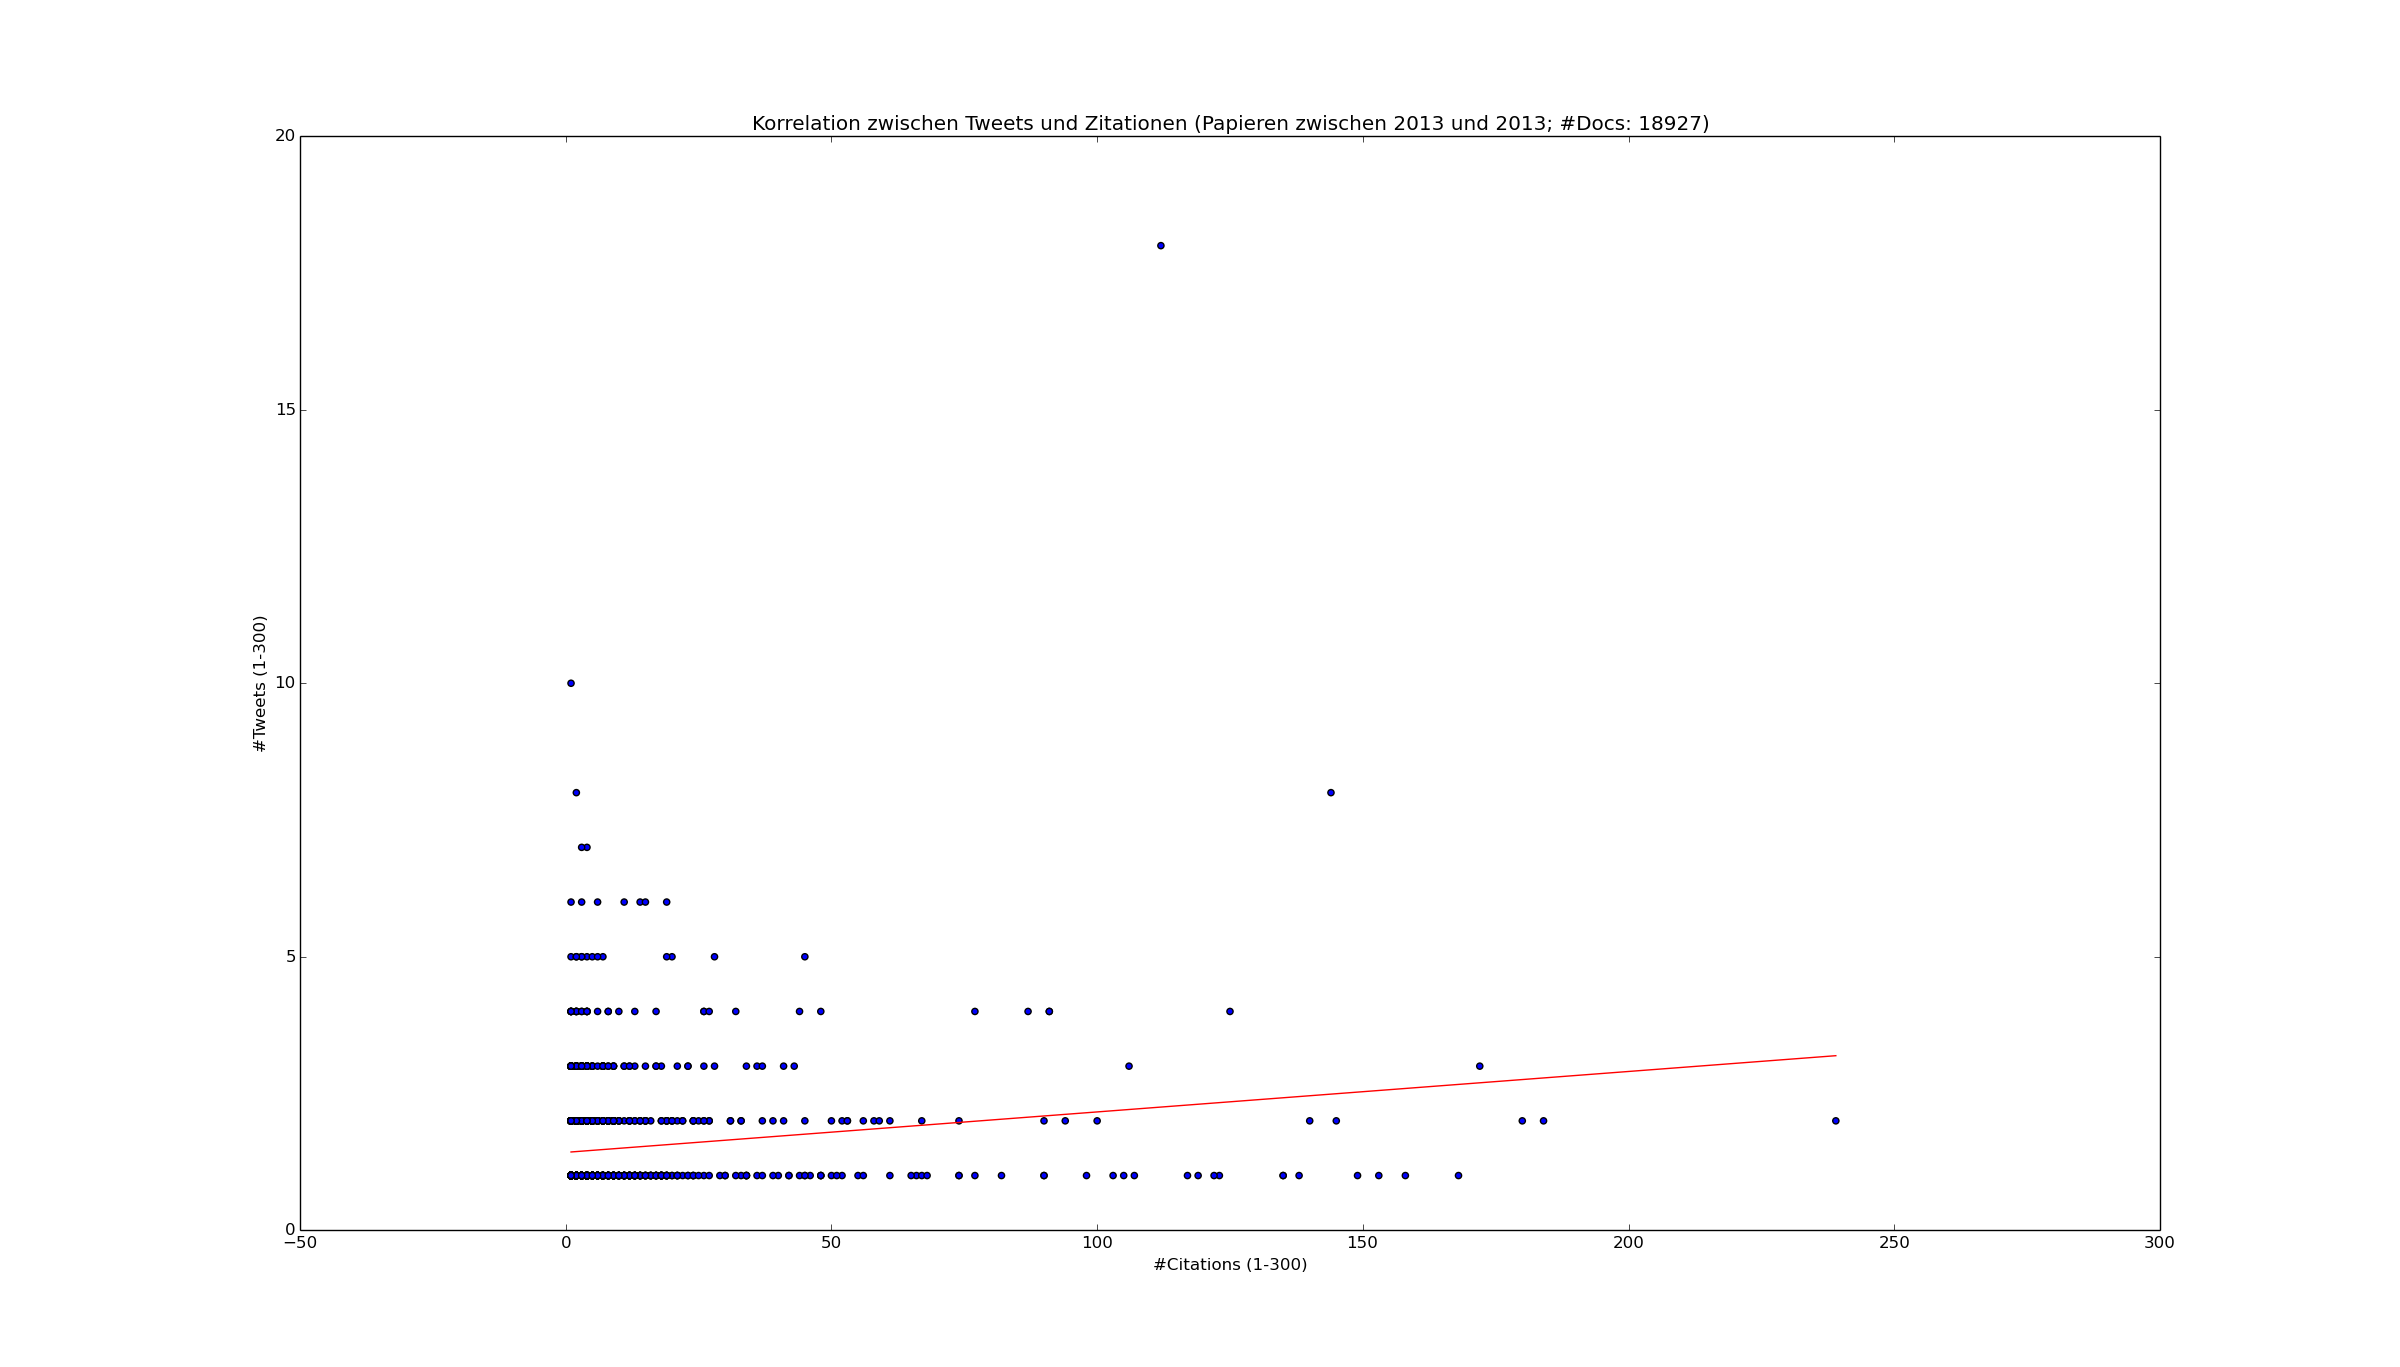 Korrelation zwischen Tweets und Zitationen (Papieren zwischen 2013 und 2013; #Docs: 18927)
20
15
10
5
0
#Tweets (1-300)
−50 0 50 100 150 200 250 300
#Citations (1-300)